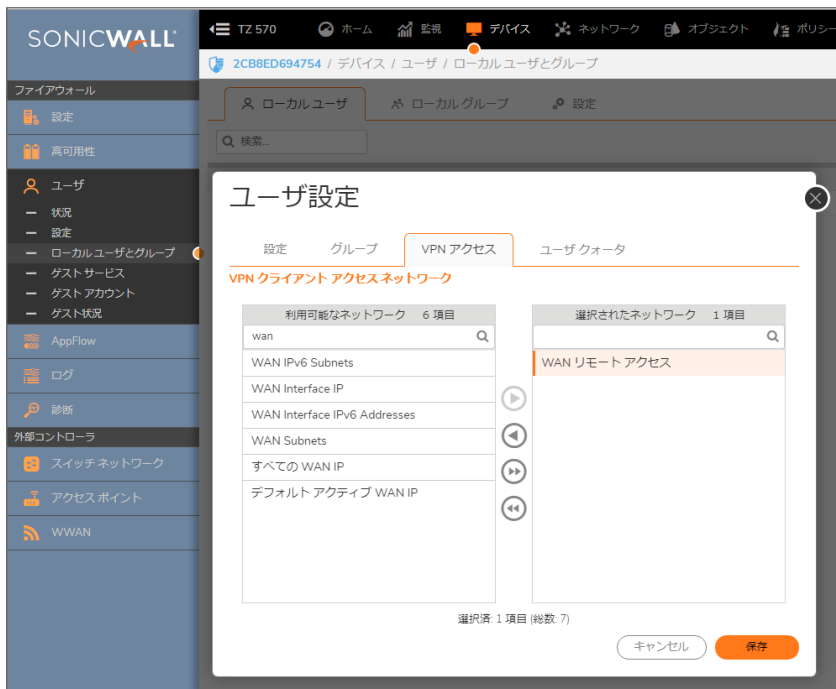 SONICWALL
TZ 570
ホーム
監視
デバイス
ネットワーク
オブジェクト
ポリシー
2CB8ED694754 / デバイス / ユーザ / ローカル ユーザとグループ
ファイアウォール
設定
高可用性
ユーザ
状況
設定
ローカル ユーザとグループ
ゲスト サービス
ゲスト アカウント
ゲスト状況
AppFlow
ログ
診断
外部コントローラ
スイッチ ネットワーク
アクセス ポイント
WWAN
ローカル ユーザ
ローカル グループ
設定
検索...
ユーザ設定
設定
グループ
VPN アクセス
ユーザ クォータ
VPN クライアント アクセス ネットワーク
利用可能なネットワーク 6 項目
wan
WAN IPv6 Subnets
WAN Interface IP
WAN Interface IPv6 Addresses
WAN Subnets
すべての WAN IP
デフォルト アクティブ WAN IP
選択されたネットワーク 1 項目
WAN リモート アクセス
選択済: 1 項目 (総数: 7)
キャンセル
保存